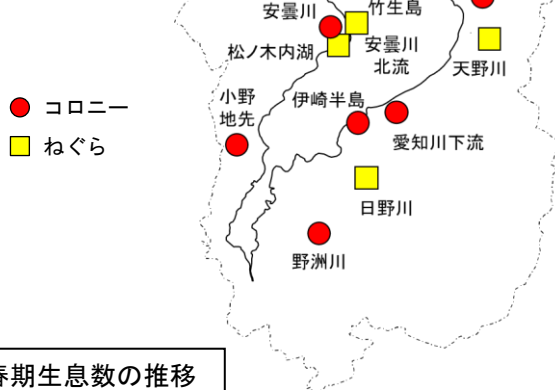 竹生島
安曇川
松ノ木内湖
安曇川
北流
天野川
小野
地先
伊崎半島
愛知川下流
コロニー
ねぐら
日野川
野洲川
春期生息数の推移